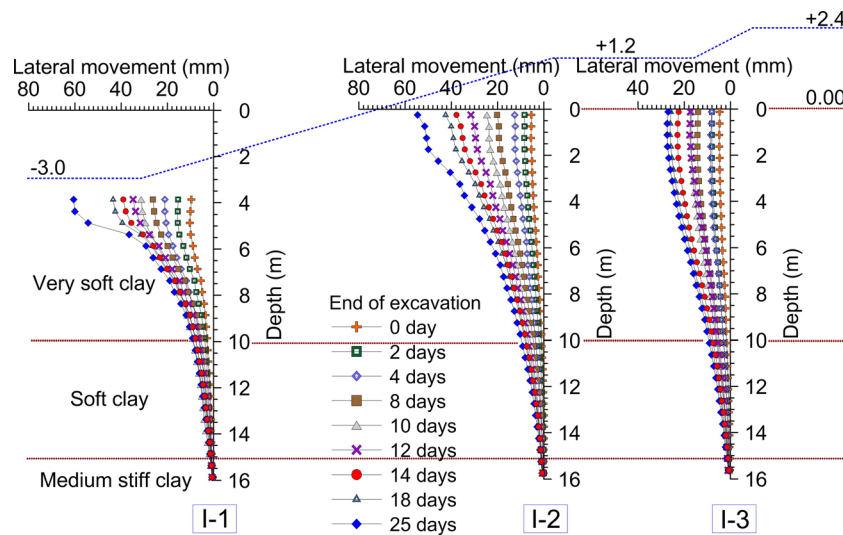 +2.4
+1.2
Lateral movement (mm)
Lateral movement (mm)
Lateral movement (mm)
80 60 40 20 0
80 60 40 20 0
40 20 0
0 2 4 6 8 10 12 14 16
0 2 4 6 8 10 12 14 16
0 2 4 6 8 10 12 14 16
0.00
-3.0
Depth (m)
Depth (m)
Depth (m)
Very soft clay
Soft clay
Medium stiff clay
End of excavation
0 day
2 days
4 days
8 days
10 days
12 days
14 days
18 days
25 days
I-1
I-2
I-3